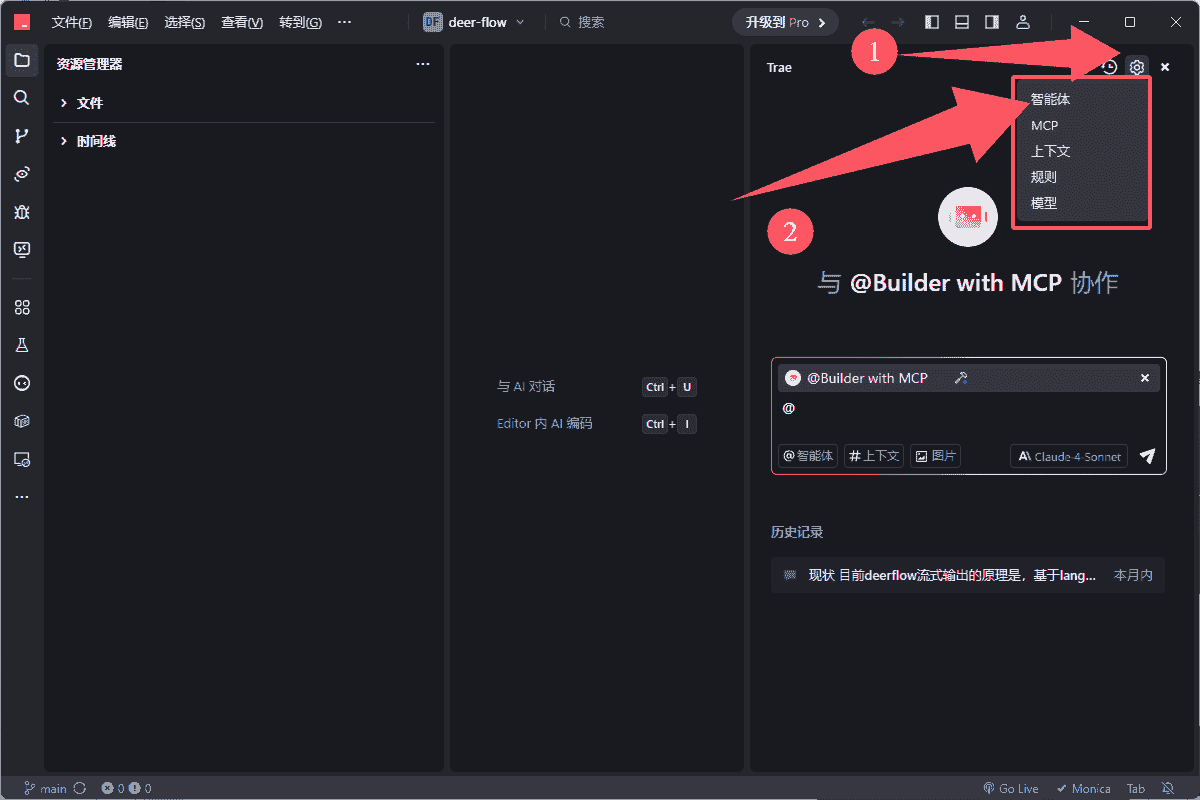 文件(F) 编辑(E) 选择(S) 查看(V) 转到(G) ··· DF deer-flow 搜索 升级到 Pro
资源管理器 ···
文件
时间线
Trae
1
智能体
MCP
上下文
规则
模型
2
与 @Builder with MCP 协作
与 AI 对话 Ctrl + U
Editor 内 AI 编码 Ctrl + I
@Builder with MCP
@
@智能体 #上下文 图片 Claude-4-Sonnet
历史记录
现状 目前deerflow流式输出的原理是，基于lang... 本月内
main 0 0 Go Live Monica Tab